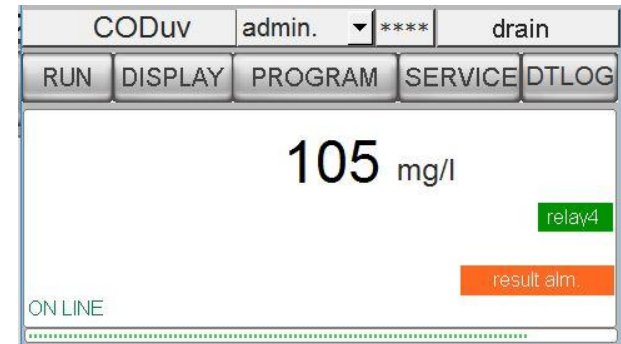 CODuv admin. **** drain
RUN DISPLAY PROGRAM SERVICE DTLOG
105 mg/l
relay4
result alm.
ON LINE